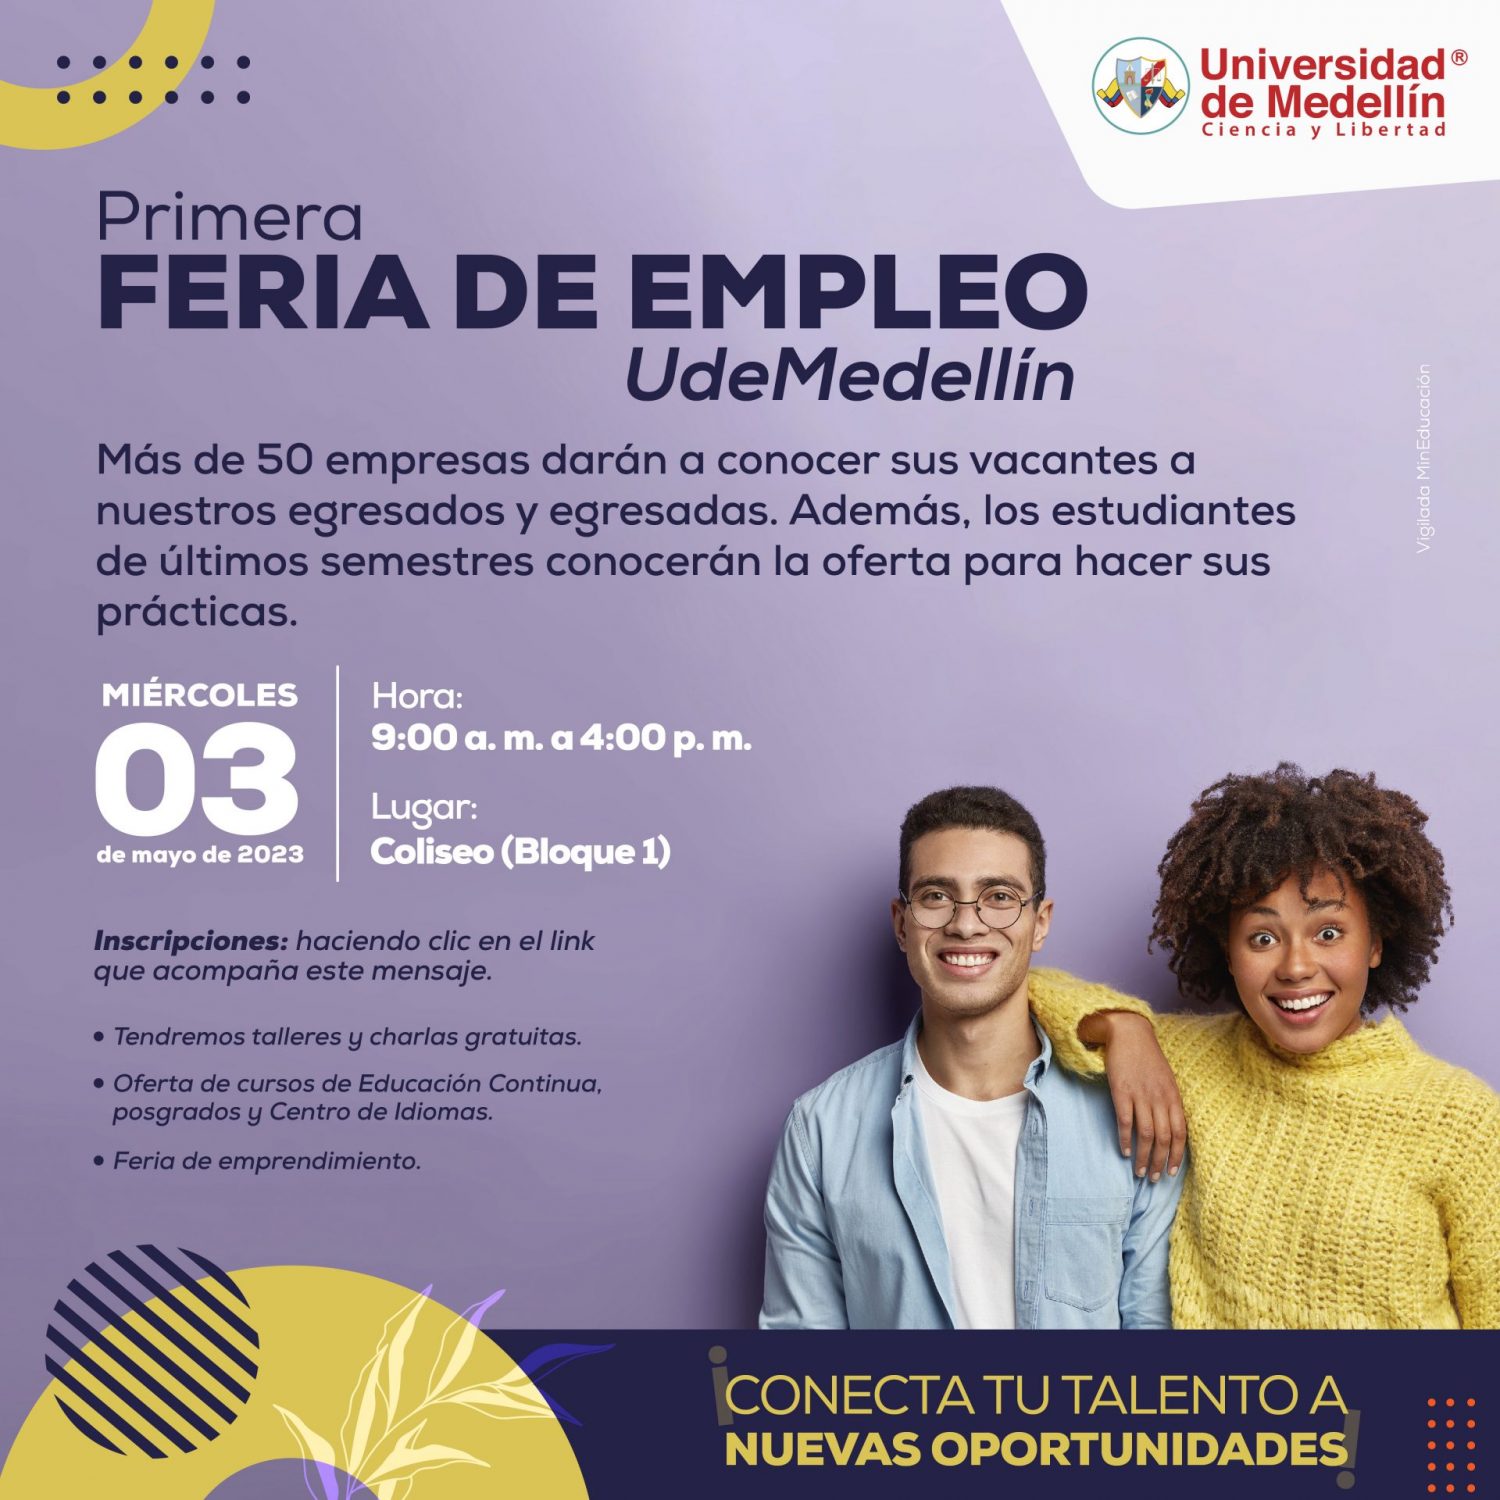 Universidad®
de Medellín
Ciencia y Libertad
Primera
FERIA DE EMPLEO
UdeMedellín
Más de 50 empresas darán a conocer sus vacantes a
nuestros egresados y egresadas. Además, los estudiantes
de últimos semestres conocerán la oferta para hacer sus
prácticas.
Vigilada MinEducación
MIÉRCOLES
03
de mayo de 2023
Hora:
9:00 a. m. a 4:00 p. m.
Lugar:
Coliseo (Bloque 1)
Inscripciones: haciendo clic en el link
que acompaña este mensaje.
• Tendremos talleres y charlas gratuitas.
• Oferta de cursos de Educación Continua,
posgrados y Centro de Idiomas.
• Feria de emprendimiento.
¡CONECTA TU TALENTO A
NUEVAS OPORTUNIDADES!